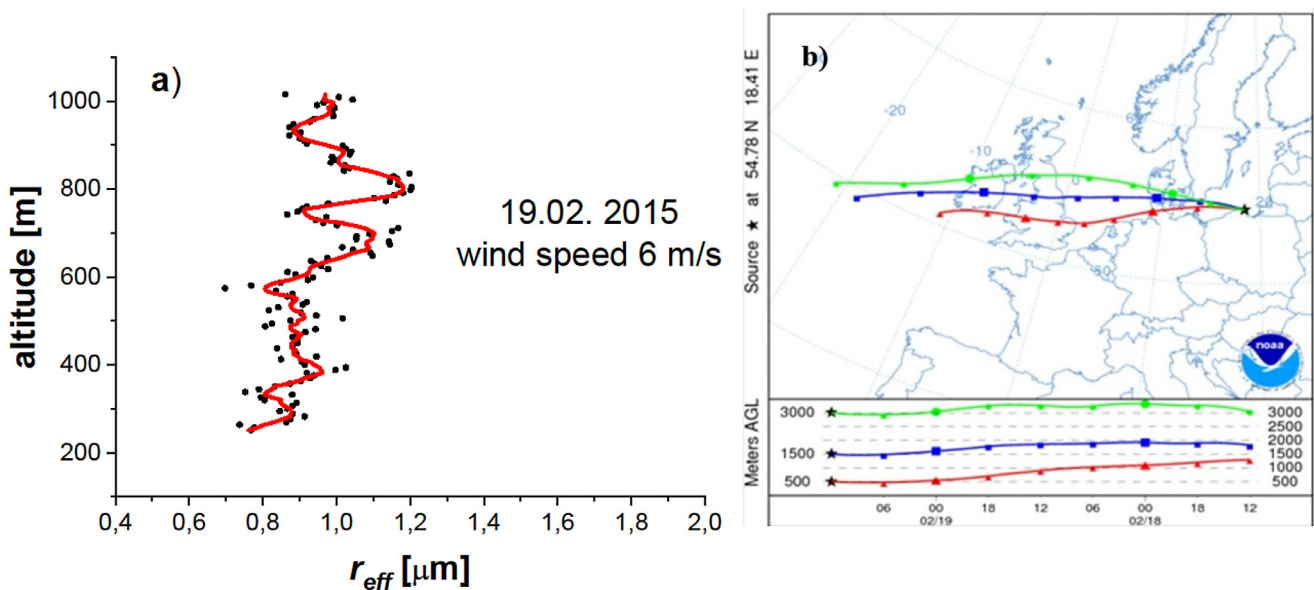 a)
1000
800
600
400
200
altitude [m]
19.02. 2015
wind speed 6 m/s
0,4 0,6 0,8 1,0 1,2 1,4 1,6 1,8 2,0
r_eff [μm]
b)
Source ★ at 54.78 N 18.41 E
-20
-10
noaa
Meters AGL
3000 3000
2500
2000
1500 1500
1000
500 500
06 00 18 12 06 00 18 12
02/19 02/18